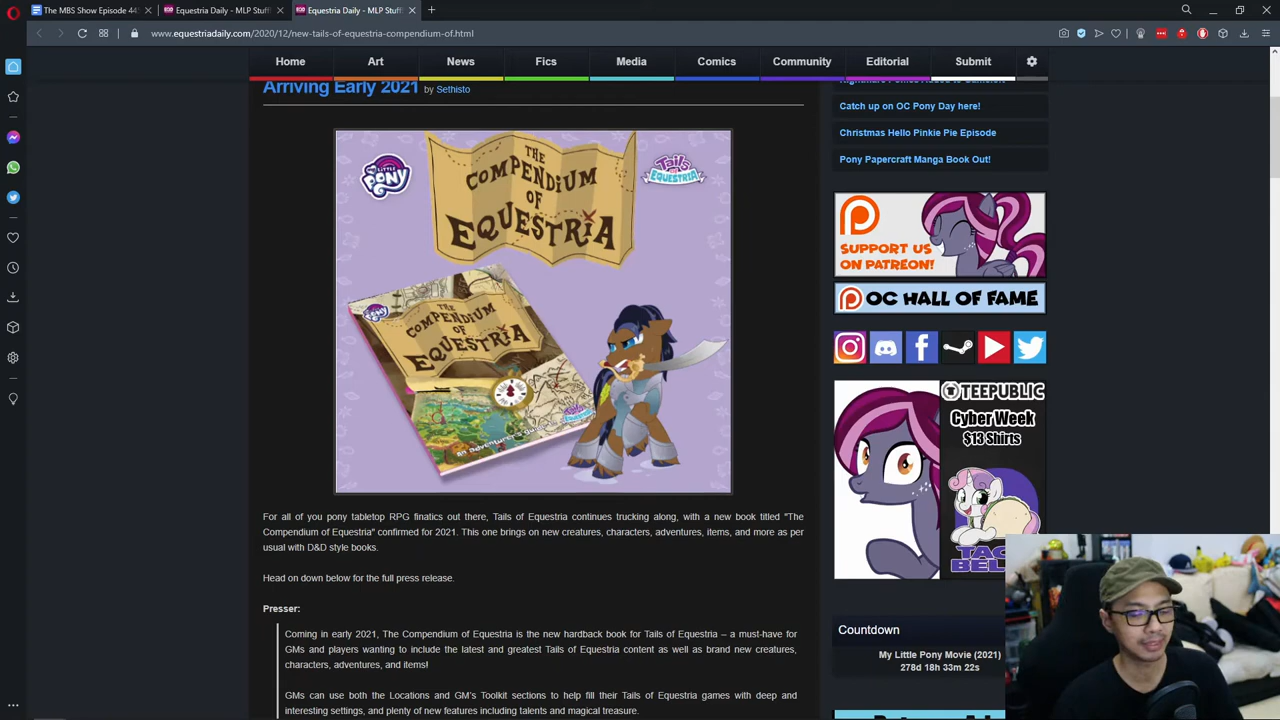 The MBS Show Episode 44
Equestria Daily - MLP Stuff!
Equestria Daily - MLP Stuff!
www.equestriadaily.com/2020/12/new-tails-of-equestria-compendium-of.html
Home Art News Fics Media Comics Community Editorial Submit
Arriving Early 2021 by Sethisto
MY LITTLE PONY
THE COMPENDIUM OF EQUESTRIA
Tails of EQUESTRIA
THE COMPENDIUM OF EQUESTRIA
For all of you pony tabletop RPG finatics out there, Tails of Equestria continues trucking along, with a new book titled "The
Compendium of Equestria" confirmed for 2021. This one brings on new creatures, characters, adventures, items, and more as per
usual with D&D style books.
Head on down below for the full press release.
Presser:
Coming in early 2021, The Compendium of Equestria is the new hardback book for Tails of Equestria – a must-have for
GMs and players wanting to include the latest and greatest Tails of Equestria content as well as brand new creatures,
characters, adventures, and items!
GMs can use both the Locations and GM's Toolkit sections to help fill their Tails of Equestria games with deep and
interesting settings, and plenty of new features including talents and magical treasure.
Catch up on OC Pony Day here!
Christmas Hello Pinkie Pie Episode
Pony Papercraft Manga Book Out!
SUPPORT US
ON PATREON!
OC HALL OF FAME
TEEPUBLIC
Cyber Week
$13 Shirts
Countdown
My Little Pony Movie (2021)
278d 18h 33m 22s